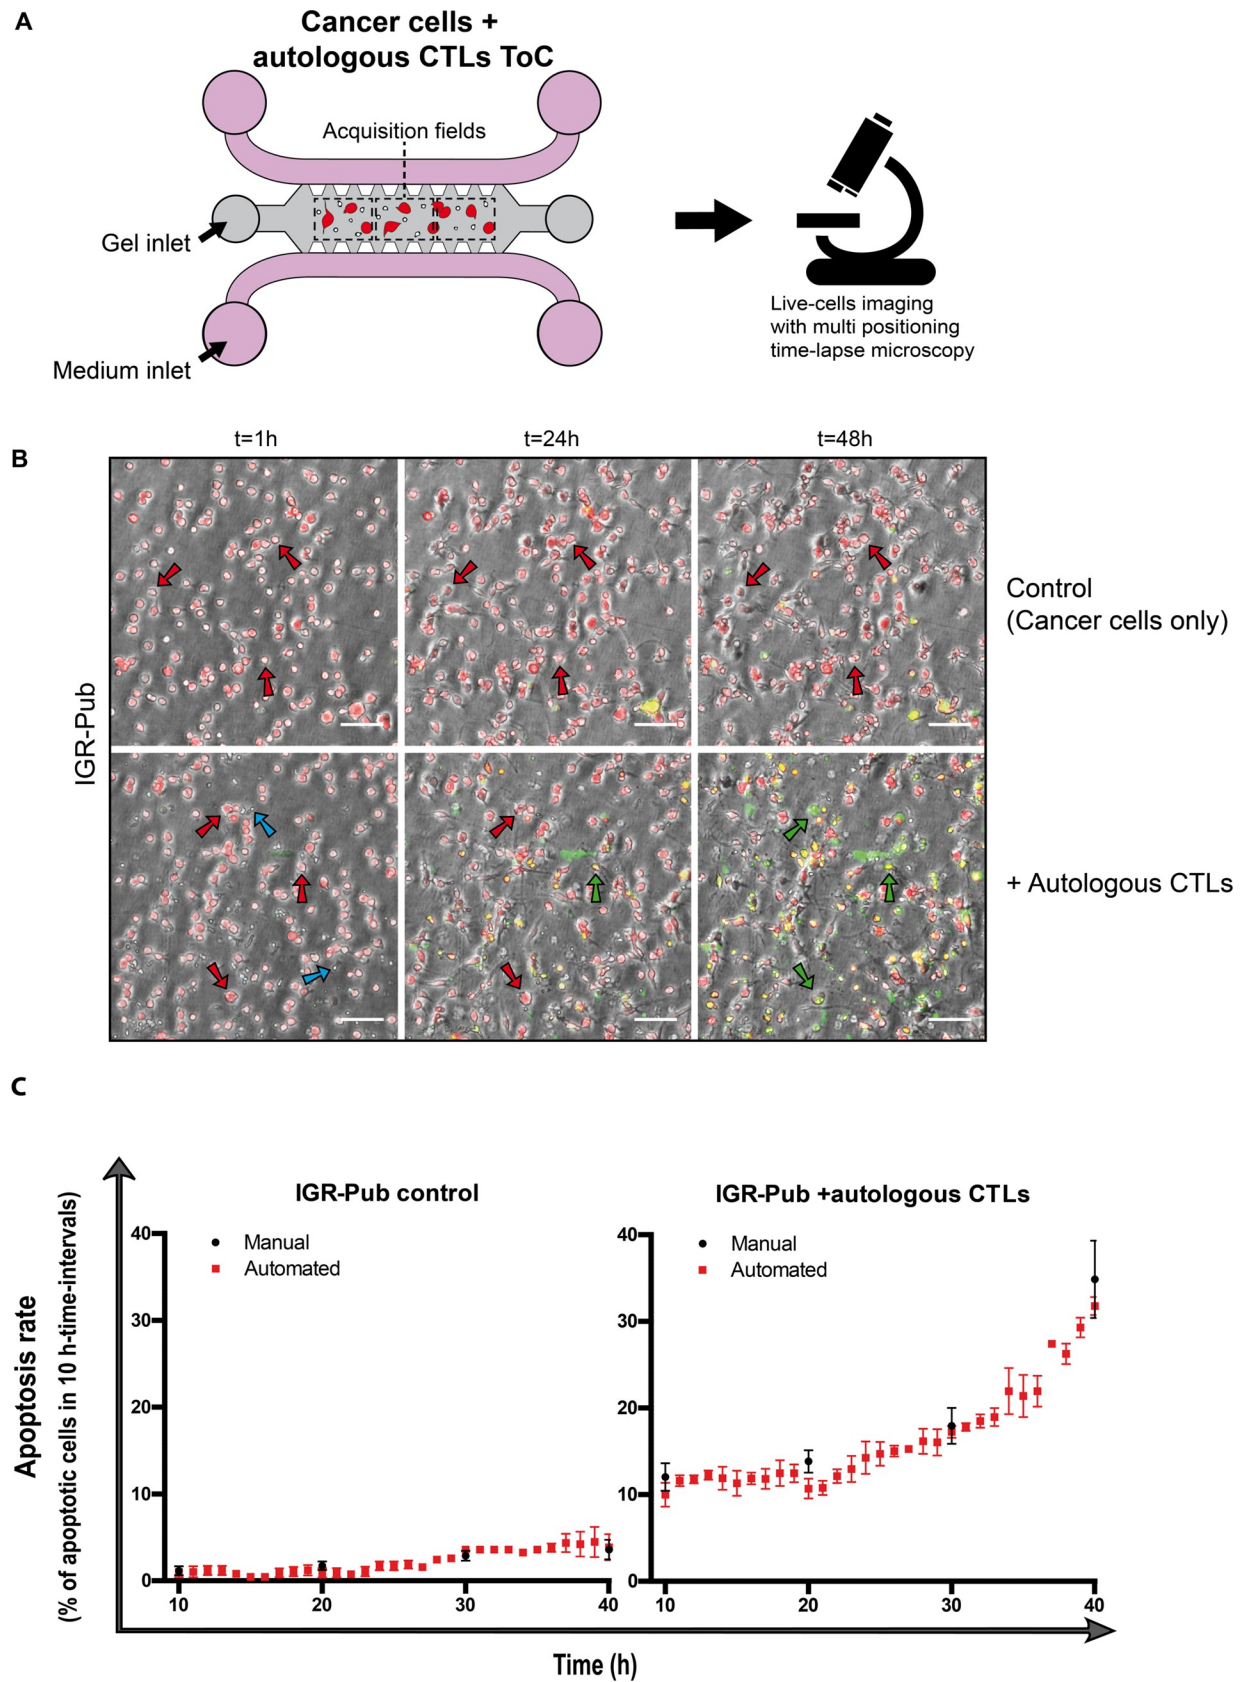 A
Cancer cells +
autologous CTLs ToC
Acquisition fields
Gel inlet
Medium inlet
Live-cells imaging
with multi positioning
time-lapse microscopy
B
t=1h
t=24h
t=48h
IGR-Pub
Control
(Cancer cells only)
+ Autologous CTLs
C
Apoptosis rate
(% of apoptotic cells in 10 h-time-intervals)
IGR-Pub control
Manual
Automated
40
30
20
10
0
10
20
30
40
IGR-Pub +autologous CTLs
Manual
Automated
40
30
20
10
0
10
20
30
40
Time (h)